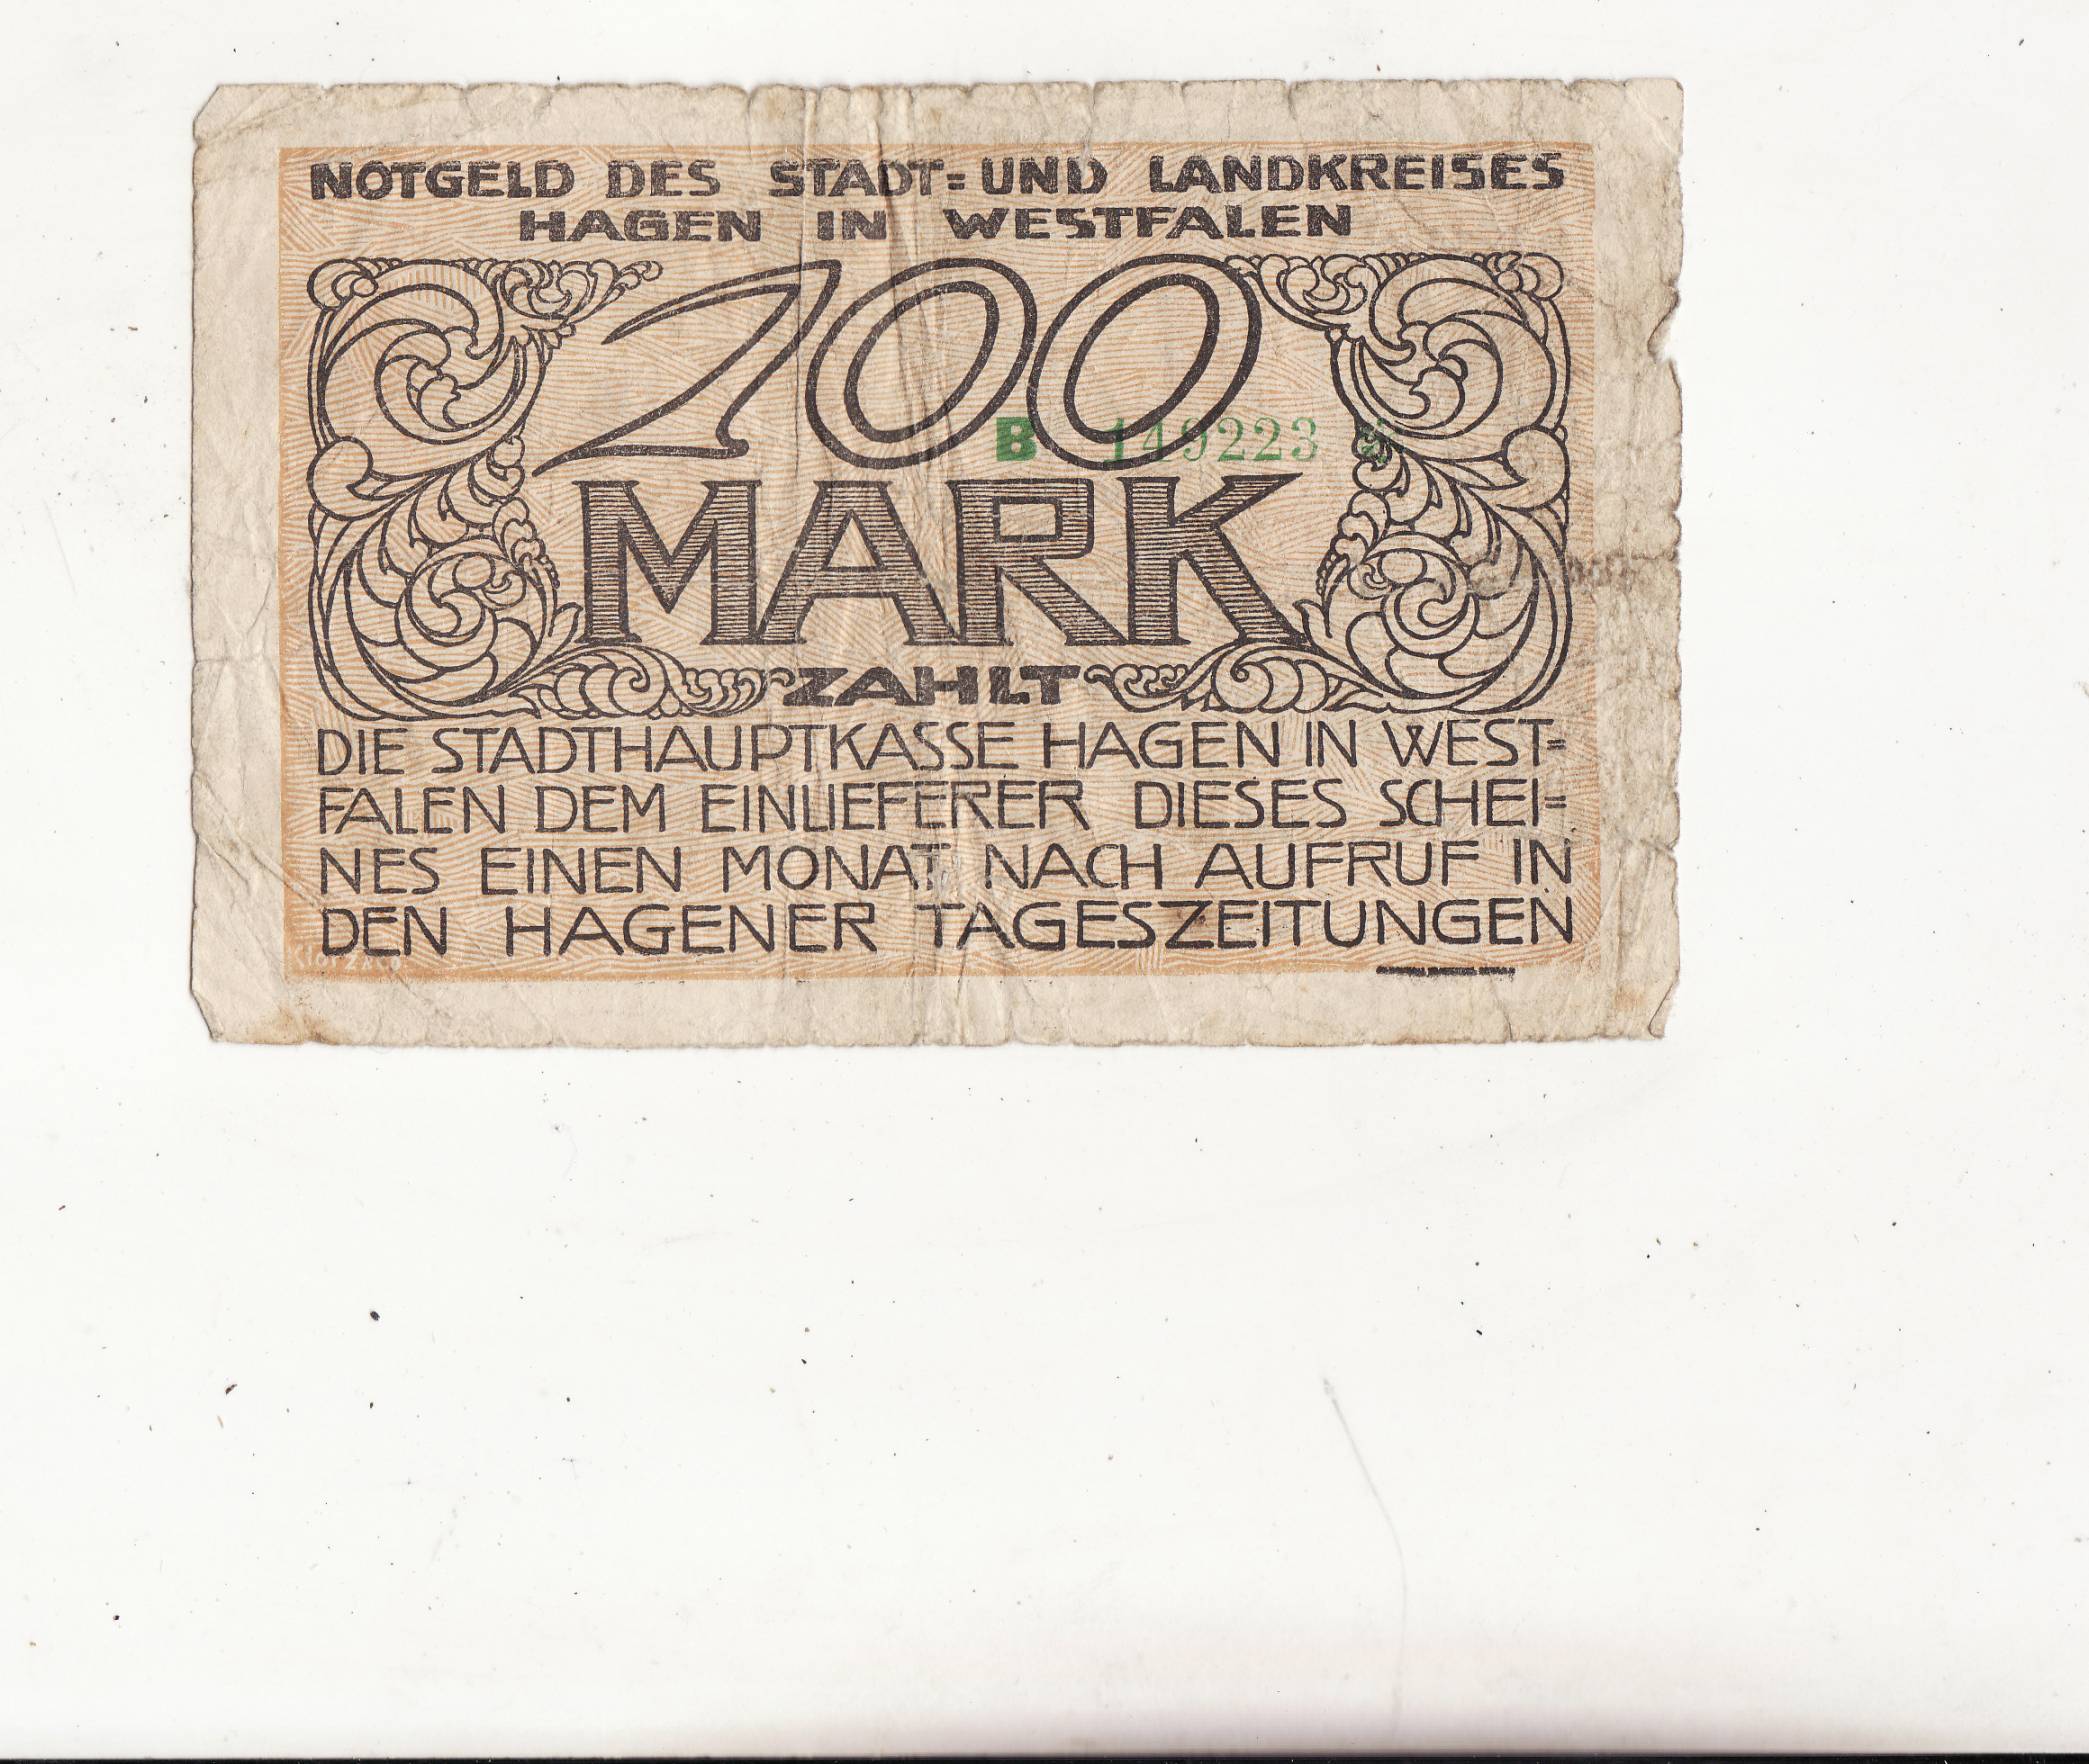 NOTGELD DES STADT=UND LANDKREISES
HAGEN IN WESTFALEN
100
B 149223 *
MARK
ZAHLT
DIE STADTHAUPTKASSE HAGEN IN WEST=
FALEN DEM EINLIEFERER DIESES SCHEI=
NES EINEN MONAT NACH AUFRUF IN
DEN HAGENER TAGESZEITUNGEN